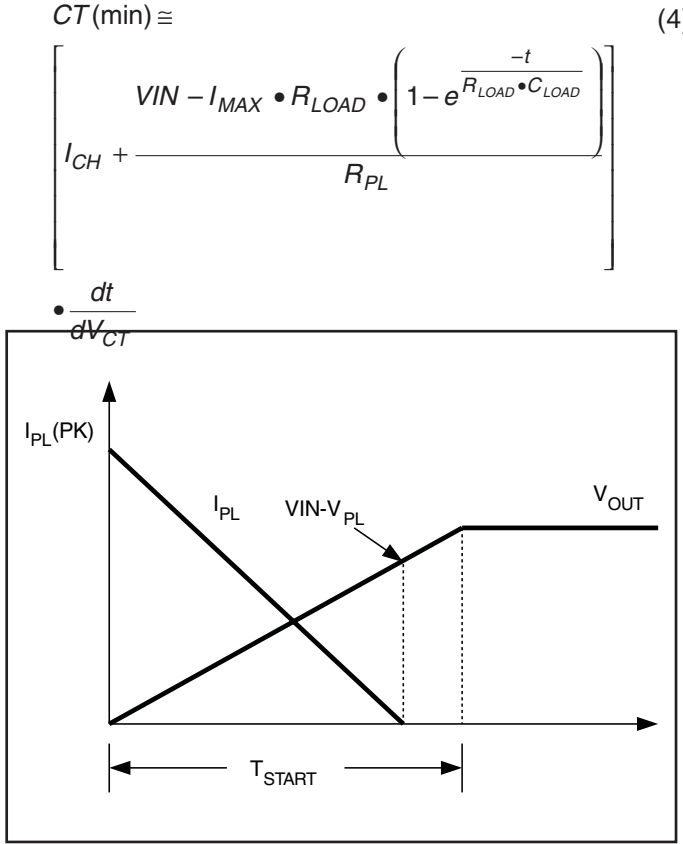 CT(min) ≅ (4)
[I_CH + (VIN – I_MAX • R_LOAD • (1 – e^(–t / (R_LOAD • C_LOAD)))) / R_PL]
• dt / dV_CT
I_PL(PK)
I_PL
VIN-V_PL
V_OUT
T_START